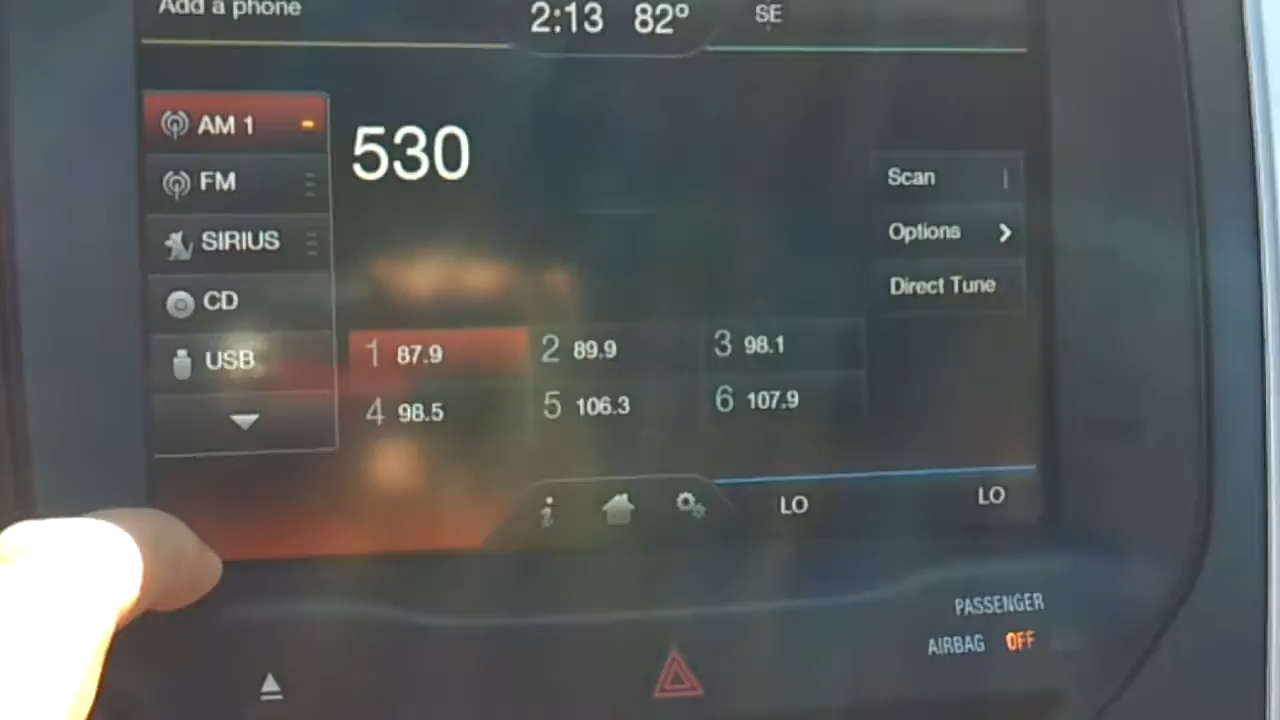 Add a phone
2:13 82° SE
AM 1
530
FM
Scan
SIRIUS
Options
CD
Direct Tune
USB
1 87.9 2 89.9 3 98.1
4 98.5 5 106.3 6 107.9
i
LO LO
PASSENGER
AIRBAG OFF